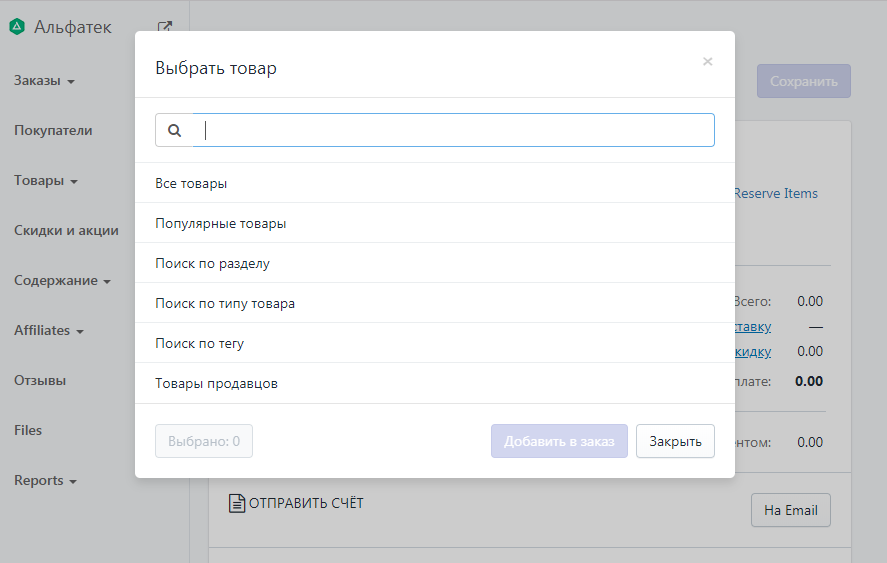 Альфатек
Заказы
Покупатели
Товары
Скидки и акции
Содержание
Affiliates
Отзывы
Files
Reports
Выбрать товар
×
Все товары
Популярные товары
Поиск по разделу
Поиск по типу товара
Поиск по тегу
Товары продавцов
Выбрано: 0
Добавить в заказ
Закрыть
Сохранить
Reserve Items
Всего: 0.00
ставку —
кидку 0.00
плате: 0.00
ентом: 0.00
ОТПРАВИТЬ СЧЁТ
На Email